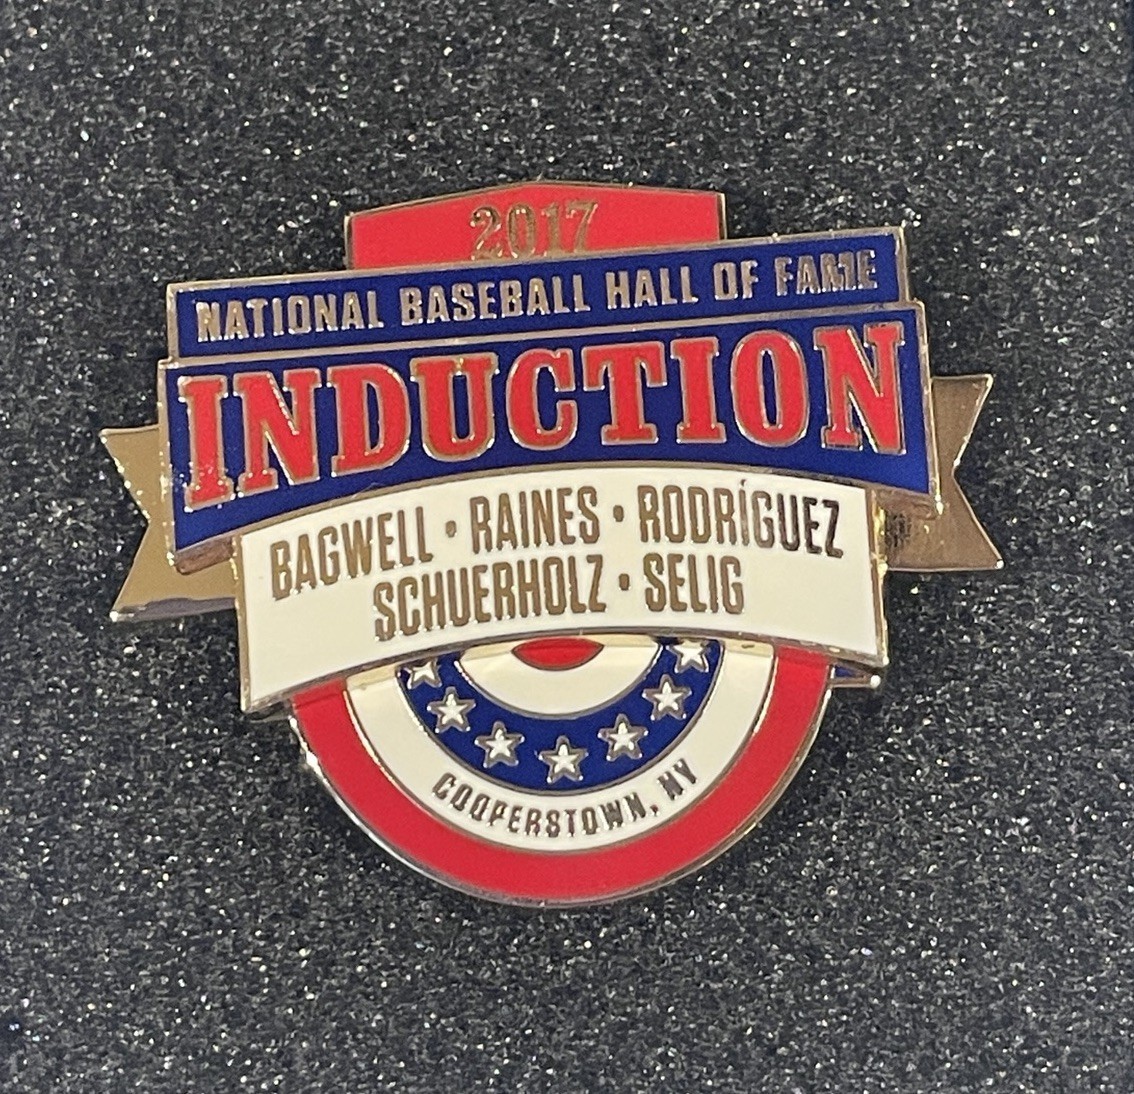 2017
NATIONAL BASEBALL HALL OF FAME
INDUCTION
BAGWELL · RAINES · RODRÍGUEZ
SCHUERHOLZ · SELIG
COOPERSTOWN, NY